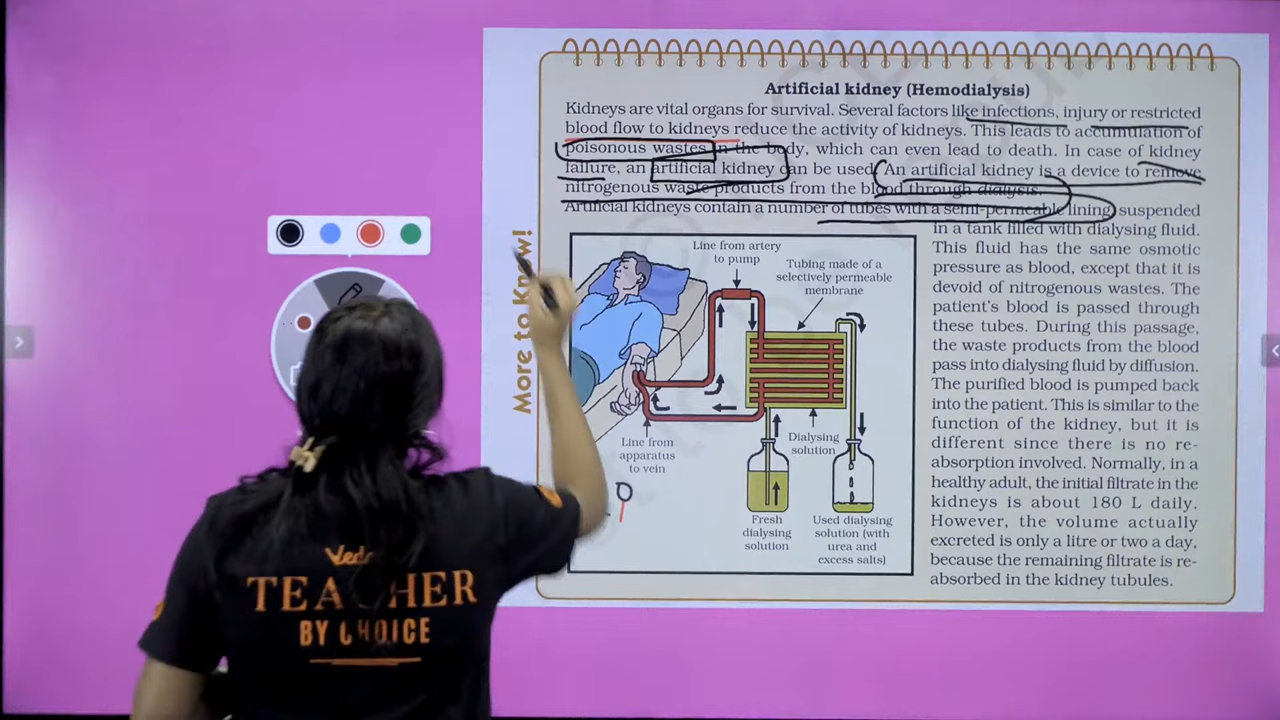 Artificial kidney (Hemodialysis)
Kidneys are vital organs for survival. Several factors like infections, injury or restricted
blood flow to kidneys reduce the activity of kidneys. This leads to accumulation of
poisonous wastes in the body, which can even lead to death. In case of kidney
failure, an artificial kidney can be used. An artificial kidney is a device to remove
nitrogenous waste products from the blood through dialysis.
Artificial kidneys contain a number of tubes with a semi-permeable lining, suspended
in a tank filled with dialysing fluid.
This fluid has the same osmotic
pressure as blood, except that it is
devoid of nitrogenous wastes. The
patient's blood is passed through
these tubes. During this passage,
the waste products from the blood
pass into dialysing fluid by diffusion.
The purified blood is pumped back
into the patient. This is similar to the
function of the kidney, but it is
different since there is no re-
absorption involved. Normally, in a
healthy adult, the initial filtrate in the
kidneys is about 180 L daily.
However, the volume actually
excreted is only a litre or two a day,
because the remaining filtrate is re-
absorbed in the kidney tubules.
More to Know!
Line from artery
to pump
Tubing made of a
selectively permeable
membrane
Line from
apparatus
to vein
Dialysing
solution
Fresh
dialysing
solution
Used dialysing
solution (with
urea and
excess salts)
TEACHER
BY CHOICE